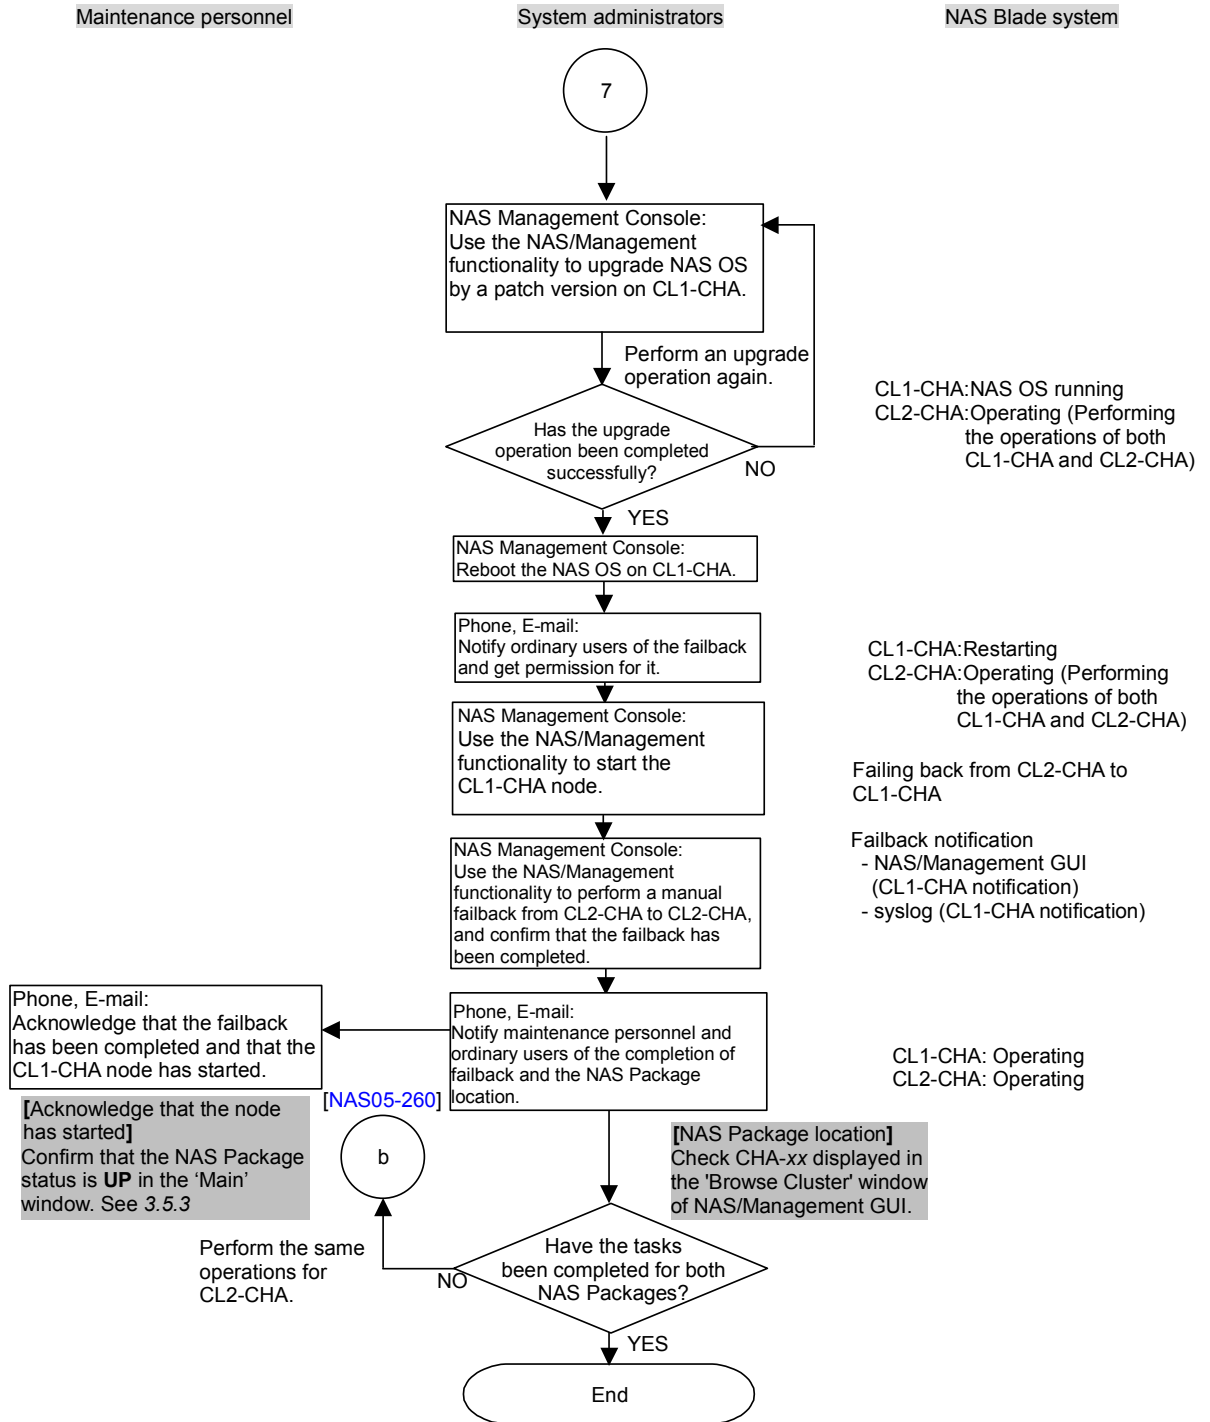 Maintenance personnel
System administrators
NAS Blade system
7
NAS Management Console:
Use the NAS/Management
functionality to upgrade NAS OS
by a patch version on CL1-CHA.
Perform an upgrade
operation again.
Has the upgrade
operation been completed
successfully?
NO
YES
CL1-CHA:NAS OS running
CL2-CHA:Operating (Performing
the operations of both
CL1-CHA and CL2-CHA)
NAS Management Console:
Reboot the NAS OS on CL1-CHA.
Phone, E-mail:
Notify ordinary users of the failback
and get permission for it.
CL1-CHA:Restarting
CL2-CHA:Operating (Performing
the operations of both
CL1-CHA and CL2-CHA)
NAS Management Console:
Use the NAS/Management
functionality to start the
CL1-CHA node.
Failing back from CL2-CHA to
CL1-CHA
NAS Management Console:
Use the NAS/Management
functionality to perform a manual
failback from CL2-CHA to CL2-CHA,
and confirm that the failback has
been completed.
Failback notification
- NAS/Management GUI
(CL1-CHA notification)
- syslog (CL1-CHA notification)
Phone, E-mail:
Acknowledge that the failback
has been completed and that the
CL1-CHA node has started.
Phone, E-mail:
Notify maintenance personnel and
ordinary users of the completion of
failback and the NAS Package
location.
CL1-CHA: Operating
CL2-CHA: Operating
[Acknowledge that the node
has started]
Confirm that the NAS Package
status is UP in the ‘Main’
window. See 3.5.3
[NAS05-260]
b
[NAS Package location]
Check CHA-xx displayed in
the 'Browse Cluster' window
of NAS/Management GUI.
Perform the same
operations for
CL2-CHA.
NO
Have the tasks
been completed for both
NAS Packages?
YES
End